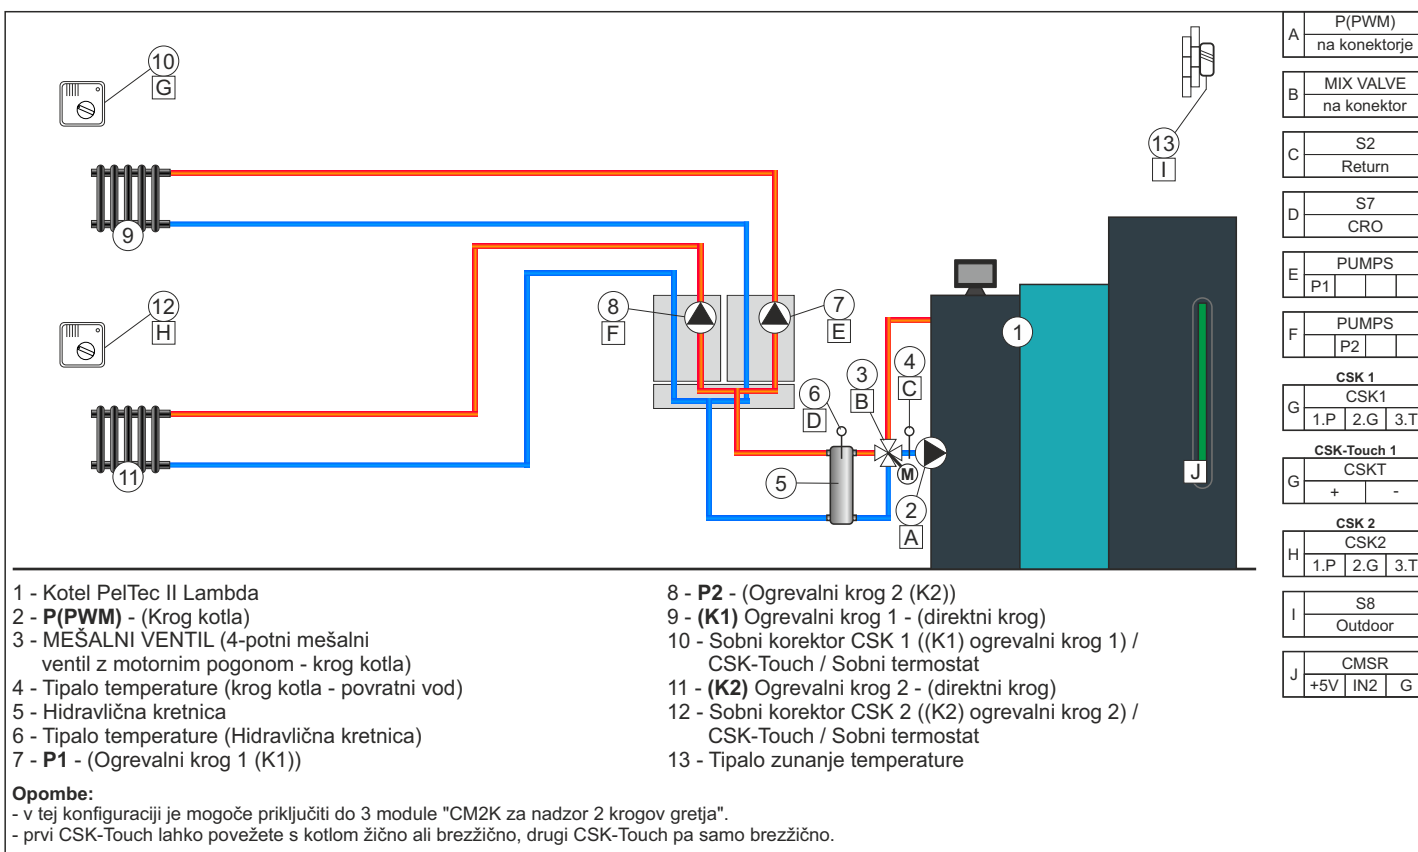 10
G
9
12
H
11
8
F
7
E
6
D
3
B
4
C
M
5
2
A
1
13
I
J
A
P(PWM)
na konektorje
B
MIX VALVE
na konektor
C
S2
Return
D
S7
CRO
E
PUMPS
P1
F
PUMPS
P2
CSK 1
G
CSK1
1.P 2.G 3.T
CSK-Touch 1
G
CSKT
+ -
CSK 2
H
CSK2
1.P 2.G 3.T
I
S8
Outdoor
J
CMSR
+5V IN2 G
1 - Kotel PelTec II Lambda
2 - P(PWM) - (Krog kotla)
3 - MEŠALNI VENTIL (4-potni mešalni
ventil z motornim pogonom - krog kotla)
4 - Tipalo temperature (krog kotla - povratni vod)
5 - Hidravlična kretnica
6 - Tipalo temperature (Hidravlična kretnica)
7 - P1 - (Ogrevalni krog 1 (K1))
8 - P2 - (Ogrevalni krog 2 (K2))
9 - (K1) Ogrevalni krog 1 - (direktni krog)
10 - Sobni korektor CSK 1 ((K1) ogrevalni krog 1) /
CSK-Touch / Sobni termostat
11 - (K2) Ogrevalni krog 2 - (direktni krog)
12 - Sobni korektor CSK 2 ((K2) ogrevalni krog 2) /
CSK-Touch / Sobni termostat
13 - Tipalo zunanje temperature
Opombe:
- v tej konfiguraciji je mogoče priključiti do 3 module "CM2K za nadzor 2 krogov gretja".
- prvi CSK-Touch lahko povežete s kotlom žično ali brezžično, drugi CSK-Touch pa samo brezžično.